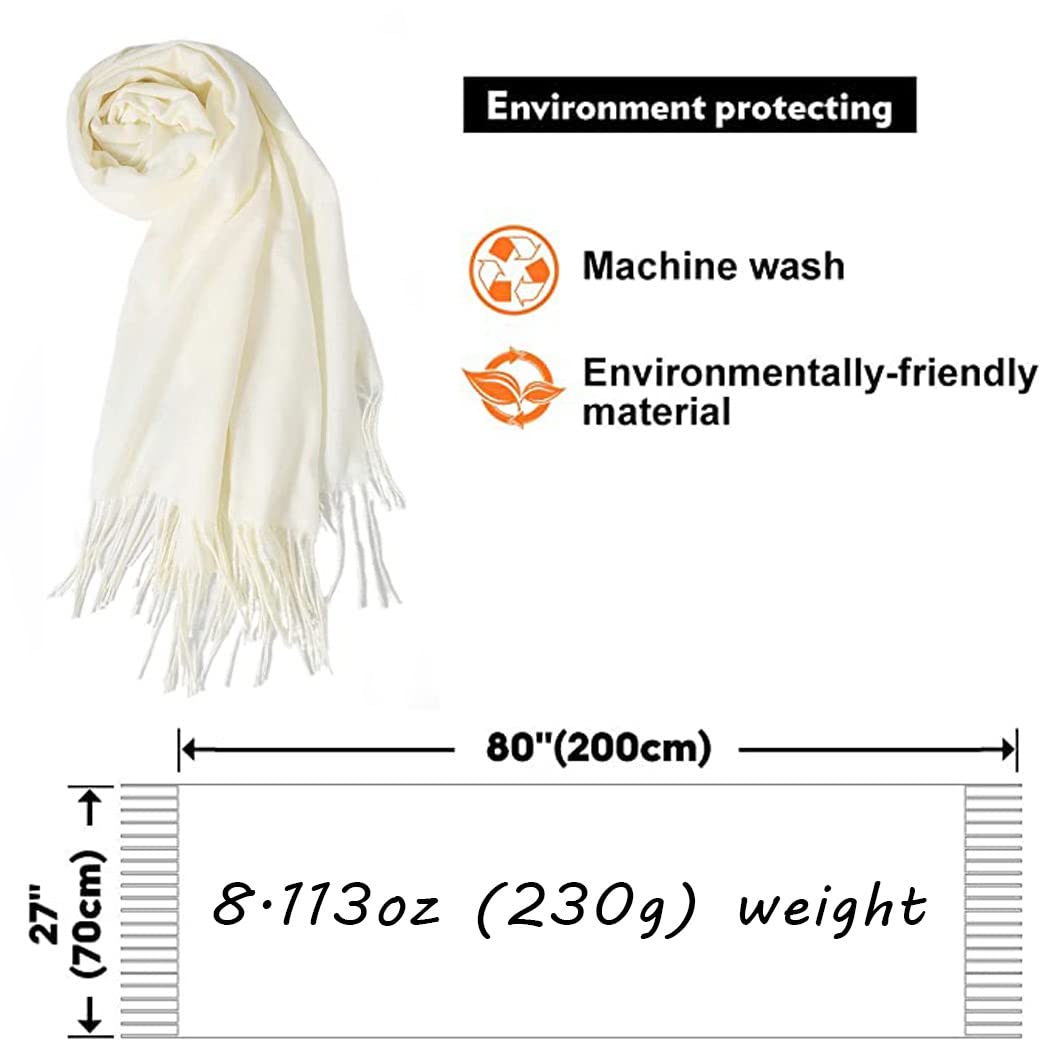 Environment protecting
Machine wash
Environmentally-friendly
material
80"(200cm)
27"
(70cm)
8.113oz (230g) weight